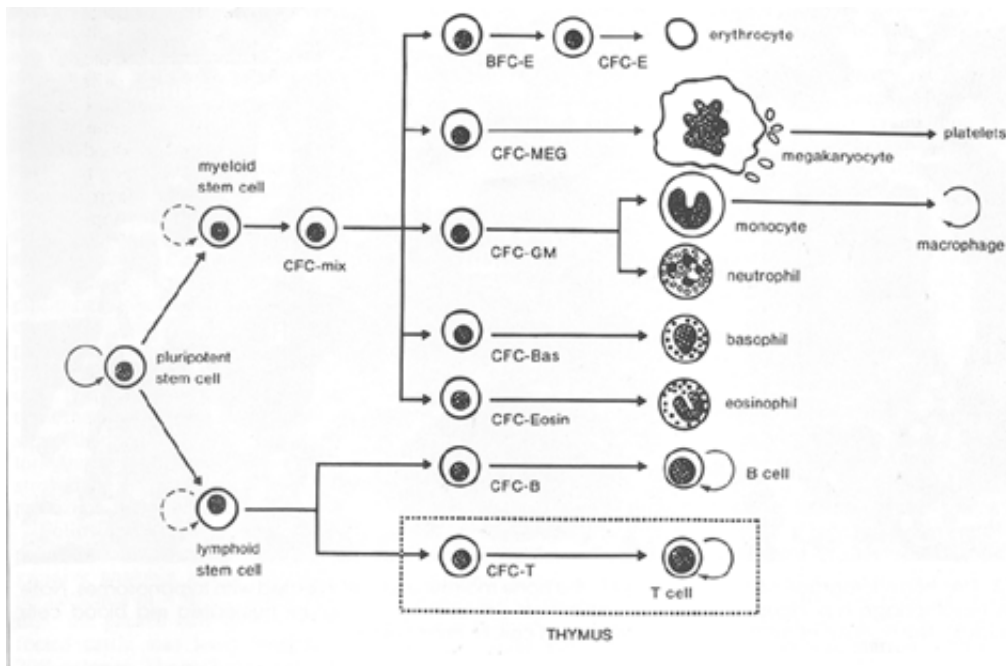 erythrocyte
BFC-E
CFC-E
CFC-MEG
megakaryocyte
platelets
myeloid
stem cell
CFC-mix
CFC-GM
monocyte
macrophage
neutrophil
pluripotent
stem cell
CFC-Bas
basophil
CFC-Eosin
eosinophil
CFC-B
B cell
lymphoid
stem cell
CFC-T
T cell
THYMUS